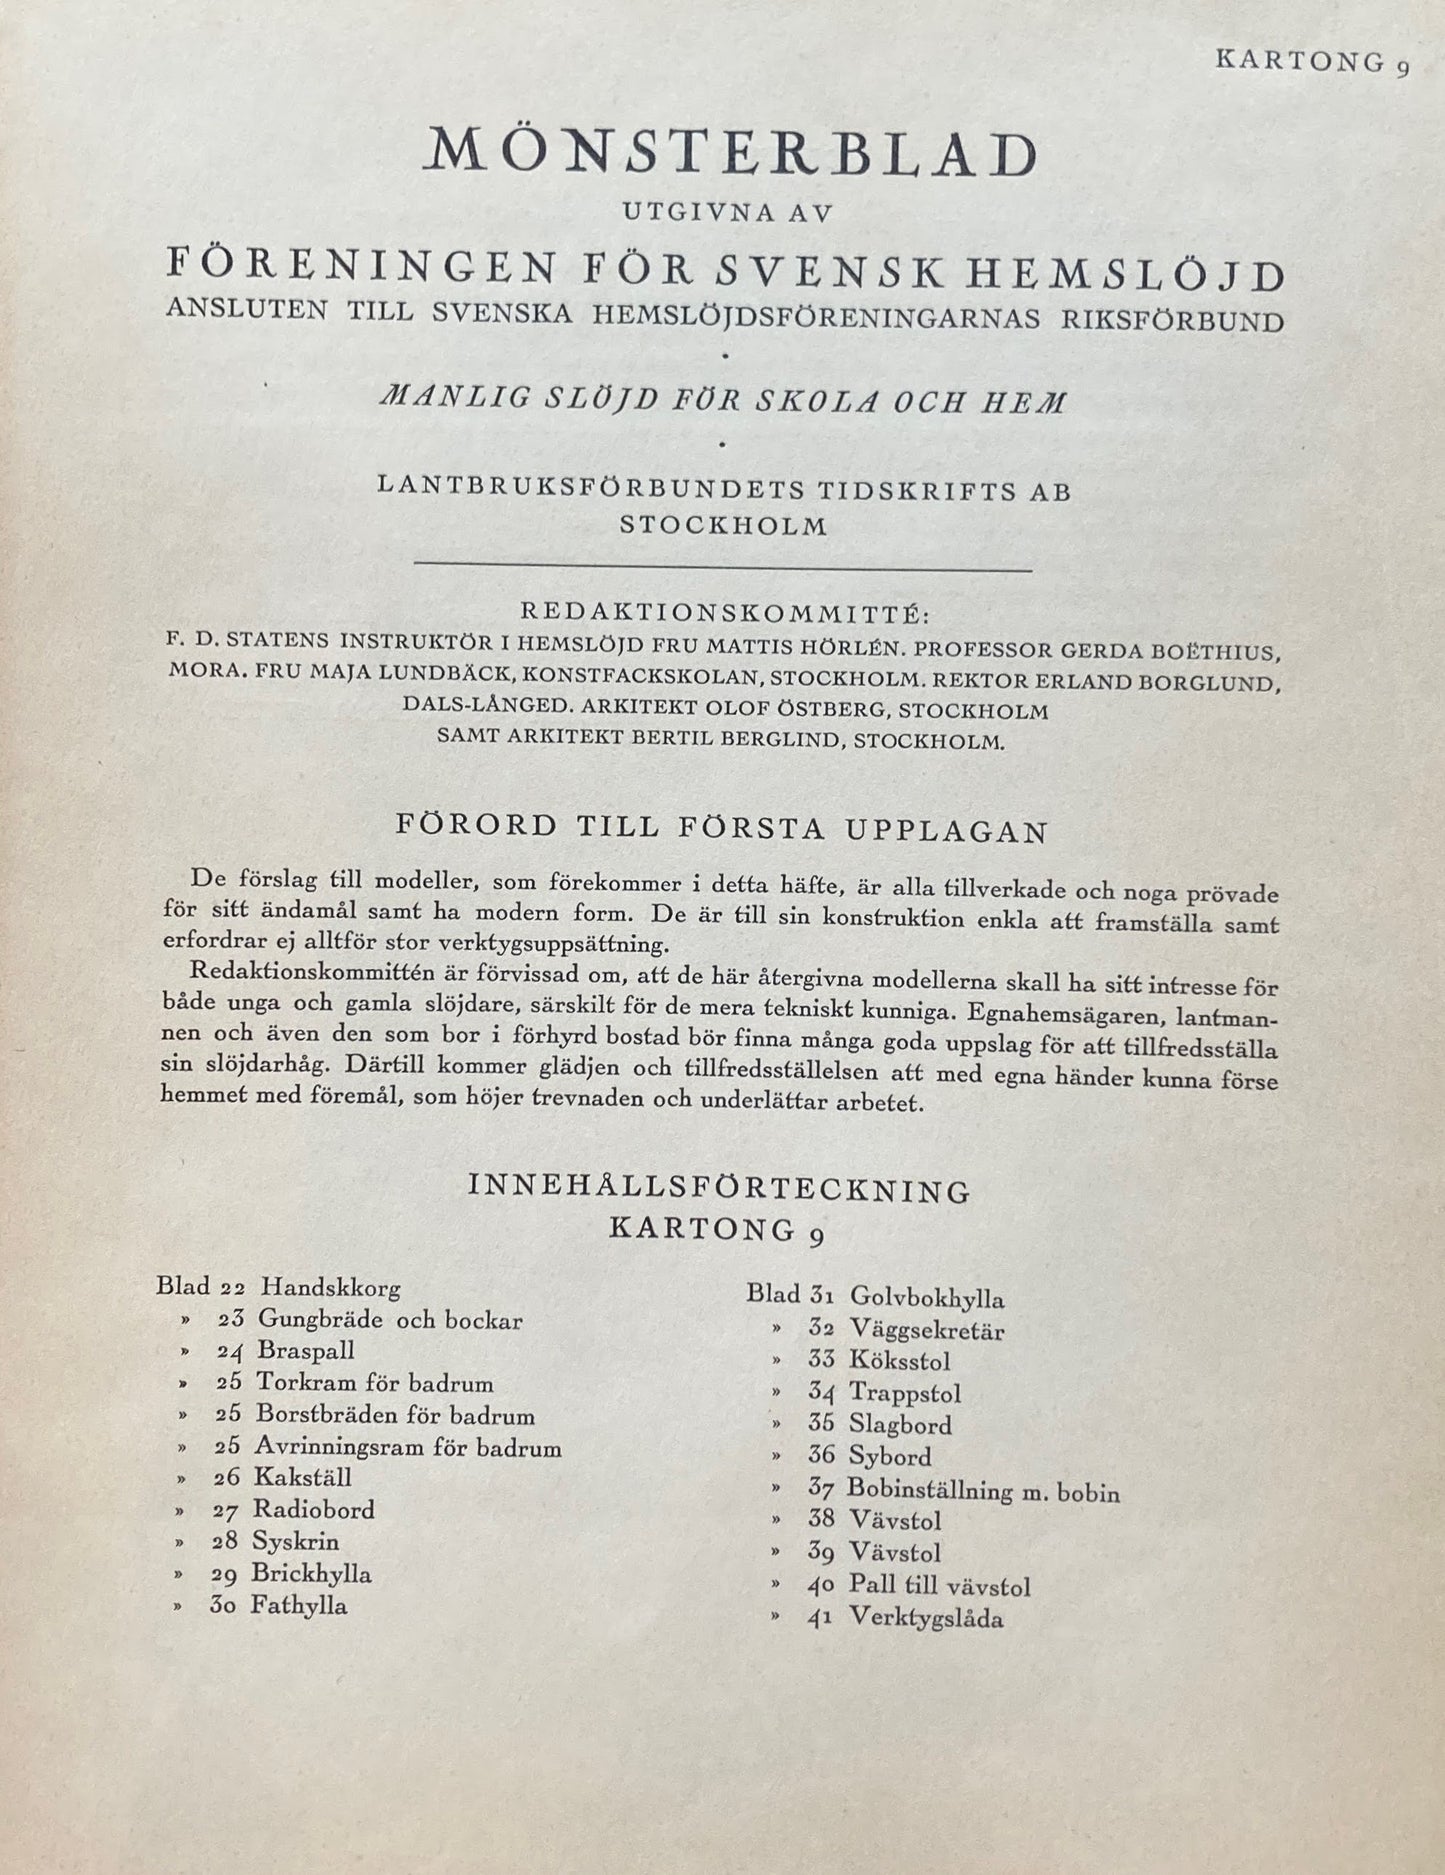 KARTONG 9
MÖNSTERBLAD
UTGIVNA AV
FÖRENINGEN FÖR SVENSK HEMSLÖJD
ANSLUTEN TILL SVENSKA HEMSLÖJDSFÖRENINGARNAS RIKSFÖRBUND
MANLIG SLÖJD FÖR SKOLA OCH HEM
LANTBRUKSFÖRBUNDETS TIDSKRIFTS AB
STOCKHOLM
REDAKTIONSKOMMITTÉ:
F. D. STATENS INSTRUKTÖR I HEMSLÖJD FRU MATTIS HÖRLÉN. PROFESSOR GERDA BOËTHIUS,
MORA. FRU MAJA LUNDBÄCK, KONSTFACKSKOLAN, STOCKHOLM. REKTOR ERLAND BORGLUND,
DALS-LÅNGED. ARKITEKT OLOF ÖSTBERG, STOCKHOLM
SAMT ARKITEKT BERTIL BERGLIND, STOCKHOLM.
FÖRORD TILL FÖRSTA UPPLAGAN
De förslag till modeller, som förekommer i detta häfte, är alla tillverkade och noga prövade
för sitt ändamål samt ha modern form. De är till sin konstruktion enkla att framställa samt
erfordrar ej alltför stor verktygsuppsättning.
Redaktionskommittén är förvissad om, att de här återgivna modellerna skall ha sitt intresse för
både unga och gamla slöjdare, särskilt för de mera tekniskt kunniga. Egnahemsägaren, lantman-
nen och även den som bor i förhyrd bostad bör finna många goda uppslag för att tillfredsställa
sin slöjdarhåg. Därtill kommer glädjen och tillfredsställelsen att med egna händer kunna förse
hemmet med föremål, som höjer trevnaden och underlättar arbetet.
INNEHÅLLSFÖRTECKNING
KARTONG 9
Blad 22 Handskkorg
» 23 Gungbräde och bockar
» 24 Braspall
» 25 Torkram för badrum
» 25 Borstbräden för badrum
» 25 Avrinningsram för badrum
» 26 Kakställ
» 27 Radiobord
» 28 Syskrin
» 29 Brickhylla
» 30 Fathylla
Blad 31 Golvbokhylla
» 32 Väggsekretär
» 33 Köksstol
» 34 Trappstol
» 35 Slagbord
» 36 Sybord
» 37 Bobinställning m. bobin
» 38 Vävstol
» 39 Vävstol
» 40 Pall till vävstol
» 41 Verktygslåda